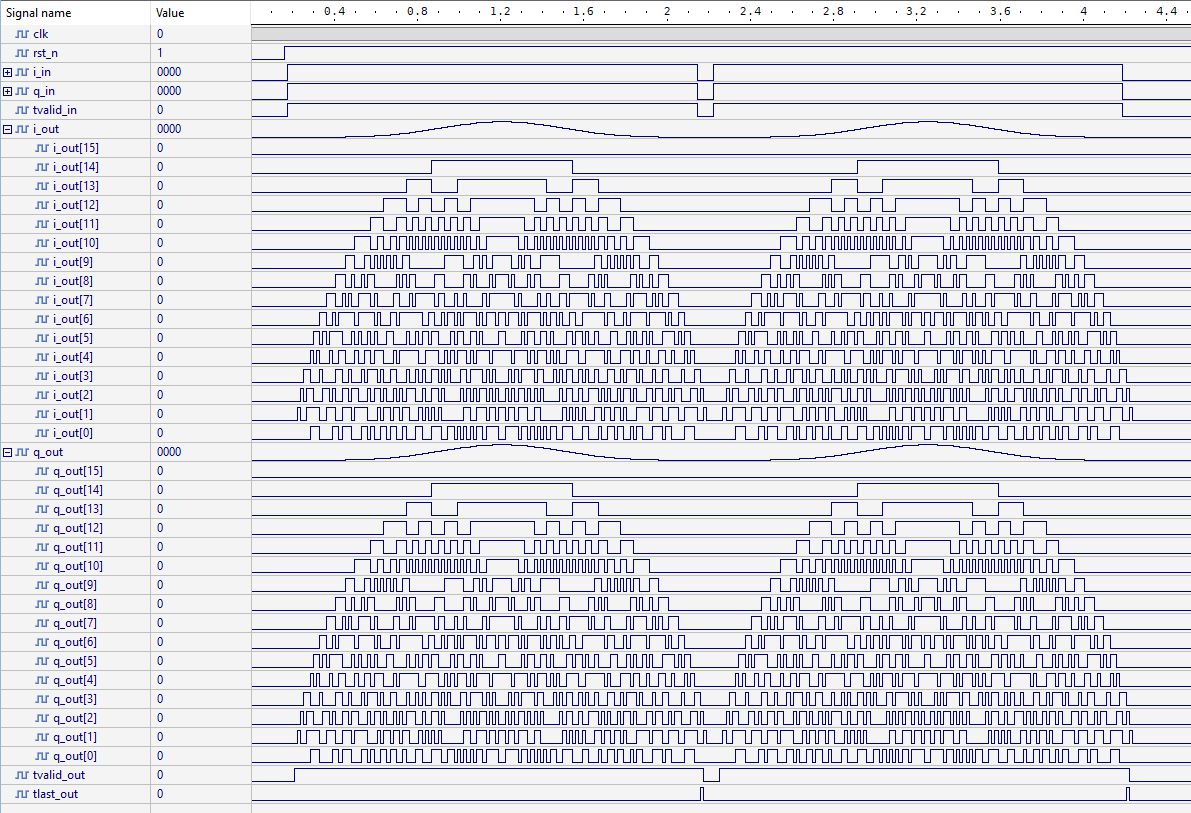 Signal name Value 0.4 0.8 1.2 1.6 2 2.4 2.8 3.2 3.6 4 4.4
clk 0
rst_n 1
i_in 0000
q_in 0000
tvalid_in 0
i_out 0000
i_out[15] 0
i_out[14] 0
i_out[13] 0
i_out[12] 0
i_out[11] 0
i_out[10] 0
i_out[9] 0
i_out[8] 0
i_out[7] 0
i_out[6] 0
i_out[5] 0
i_out[4] 0
i_out[3] 0
i_out[2] 0
i_out[1] 0
i_out[0] 0
q_out 0000
q_out[15] 0
q_out[14] 0
q_out[13] 0
q_out[12] 0
q_out[11] 0
q_out[10] 0
q_out[9] 0
q_out[8] 0
q_out[7] 0
q_out[6] 0
q_out[5] 0
q_out[4] 0
q_out[3] 0
q_out[2] 0
q_out[1] 0
q_out[0] 0
tvalid_out 0
tlast_out 0